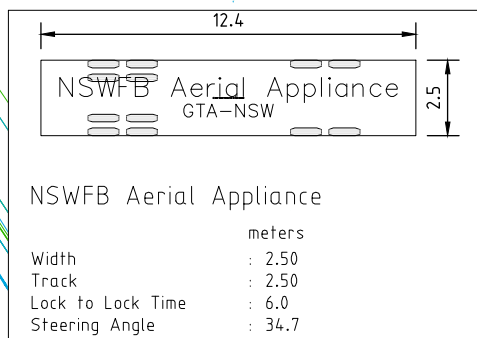 12.4
NSWFB Aerial Appliance
GTA-NSW
2.5
NSWFB Aerial Appliance
meters
Width : 2.50
Track : 2.50
Lock to Lock Time : 6.0
Steering Angle : 34.7